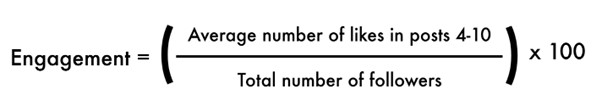 Average number of likes in posts 4-10
Engagement = ( ) x 100
Total number of followers